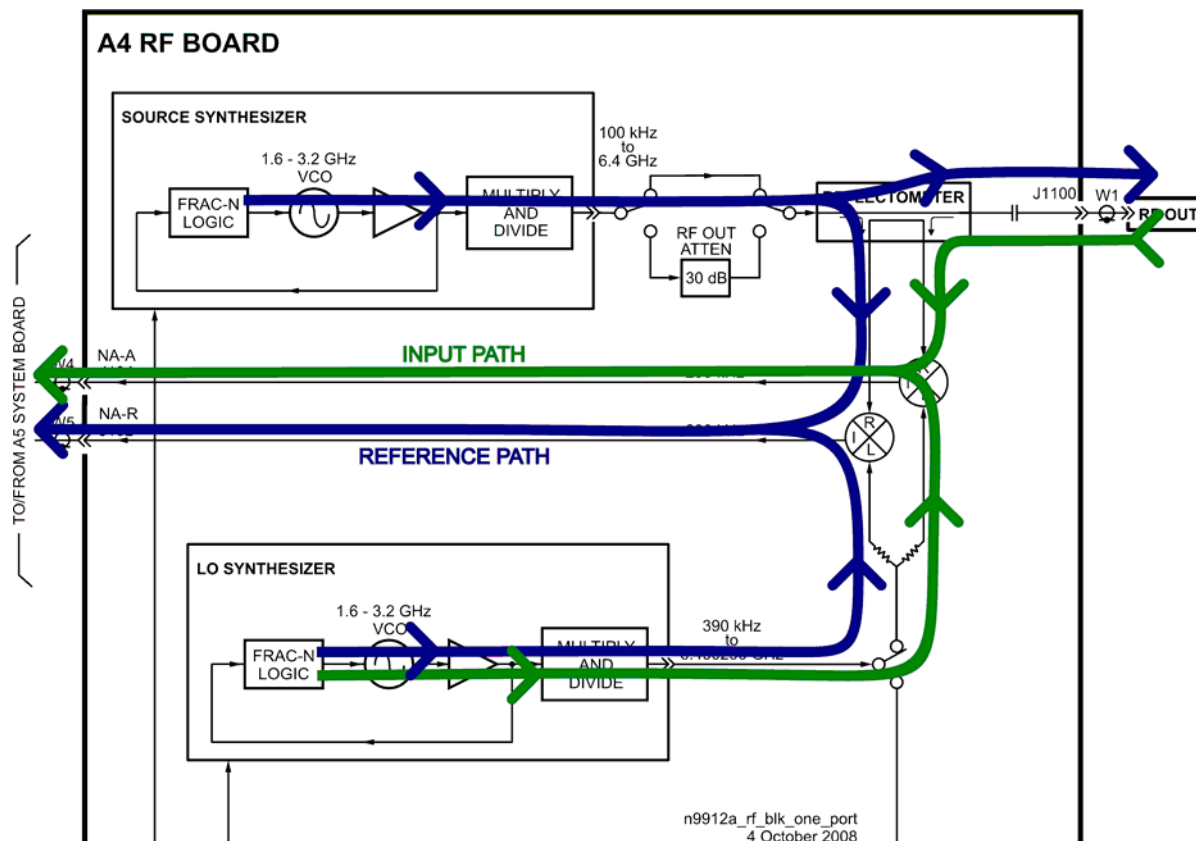 A4 RF BOARD
SOURCE SYNTHESIZER
1.6 - 3.2 GHz
VCO
FRAC-N
LOGIC
AND
DIVIDE
100 kHz
to
6.4 GHz
RF OUT
ATTEN
30 dB
J1100
W1
RF OUT
TO/FROM A5 SYSTEM BOARD
NA-A
INPUT PATH
R
NA-R
REFERENCE PATH
R
I
L
LO SYNTHESIZER
1.6 - 3.2 GHz
VCO
FRAC-N
LOGIC
AND
DIVIDE
390 kHz
to
n9912a_rf_blk_one_port
4 October 2008